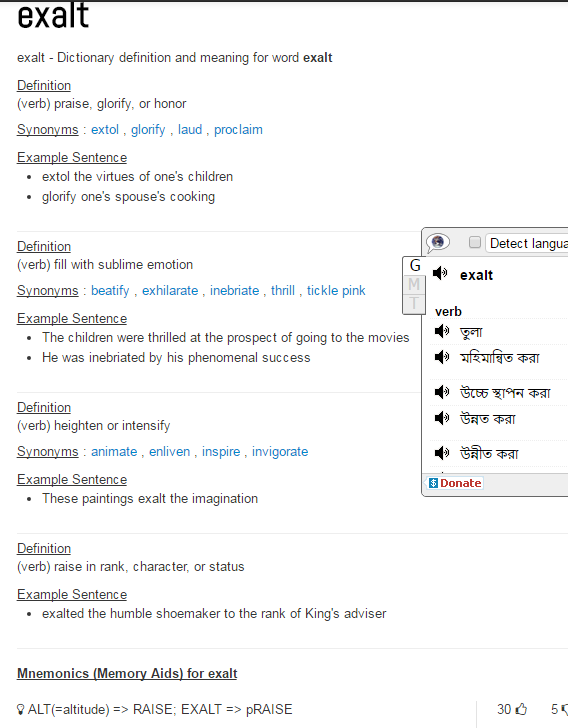 exalt
exalt - Dictionary definition and meaning for word exalt
Definition
(verb) praise, glorify, or honor
Synonyms : extol , glorify , laud , proclaim
Example Sentence
• extol the virtues of one's children
• glorify one's spouse's cooking
Definition
(verb) fill with sublime emotion
Synonyms : beatify , exhilarate , inebriate , thrill , tickle pink
Example Sentence
• The children were thrilled at the prospect of going to the movies
• He was inebriated by his phenomenal success
Definition
(verb) heighten or intensify
Synonyms : animate , enliven , inspire , invigorate
Example Sentence
• These paintings exalt the imagination
Definition
(verb) raise in rank, character, or status
Example Sentence
• exalted the humble shoemaker to the rank of King's adviser
Mnemonics (Memory Aids) for exalt
ALT(=altitude) => RAISE; EXALT => pRAISE
30 5
Detect langua
G
M
T
exalt
verb
তুলা
মহিমান্বিত করা
উচ্চে স্থাপন করা
উন্নত করা
উন্নীত করা
$ Donate